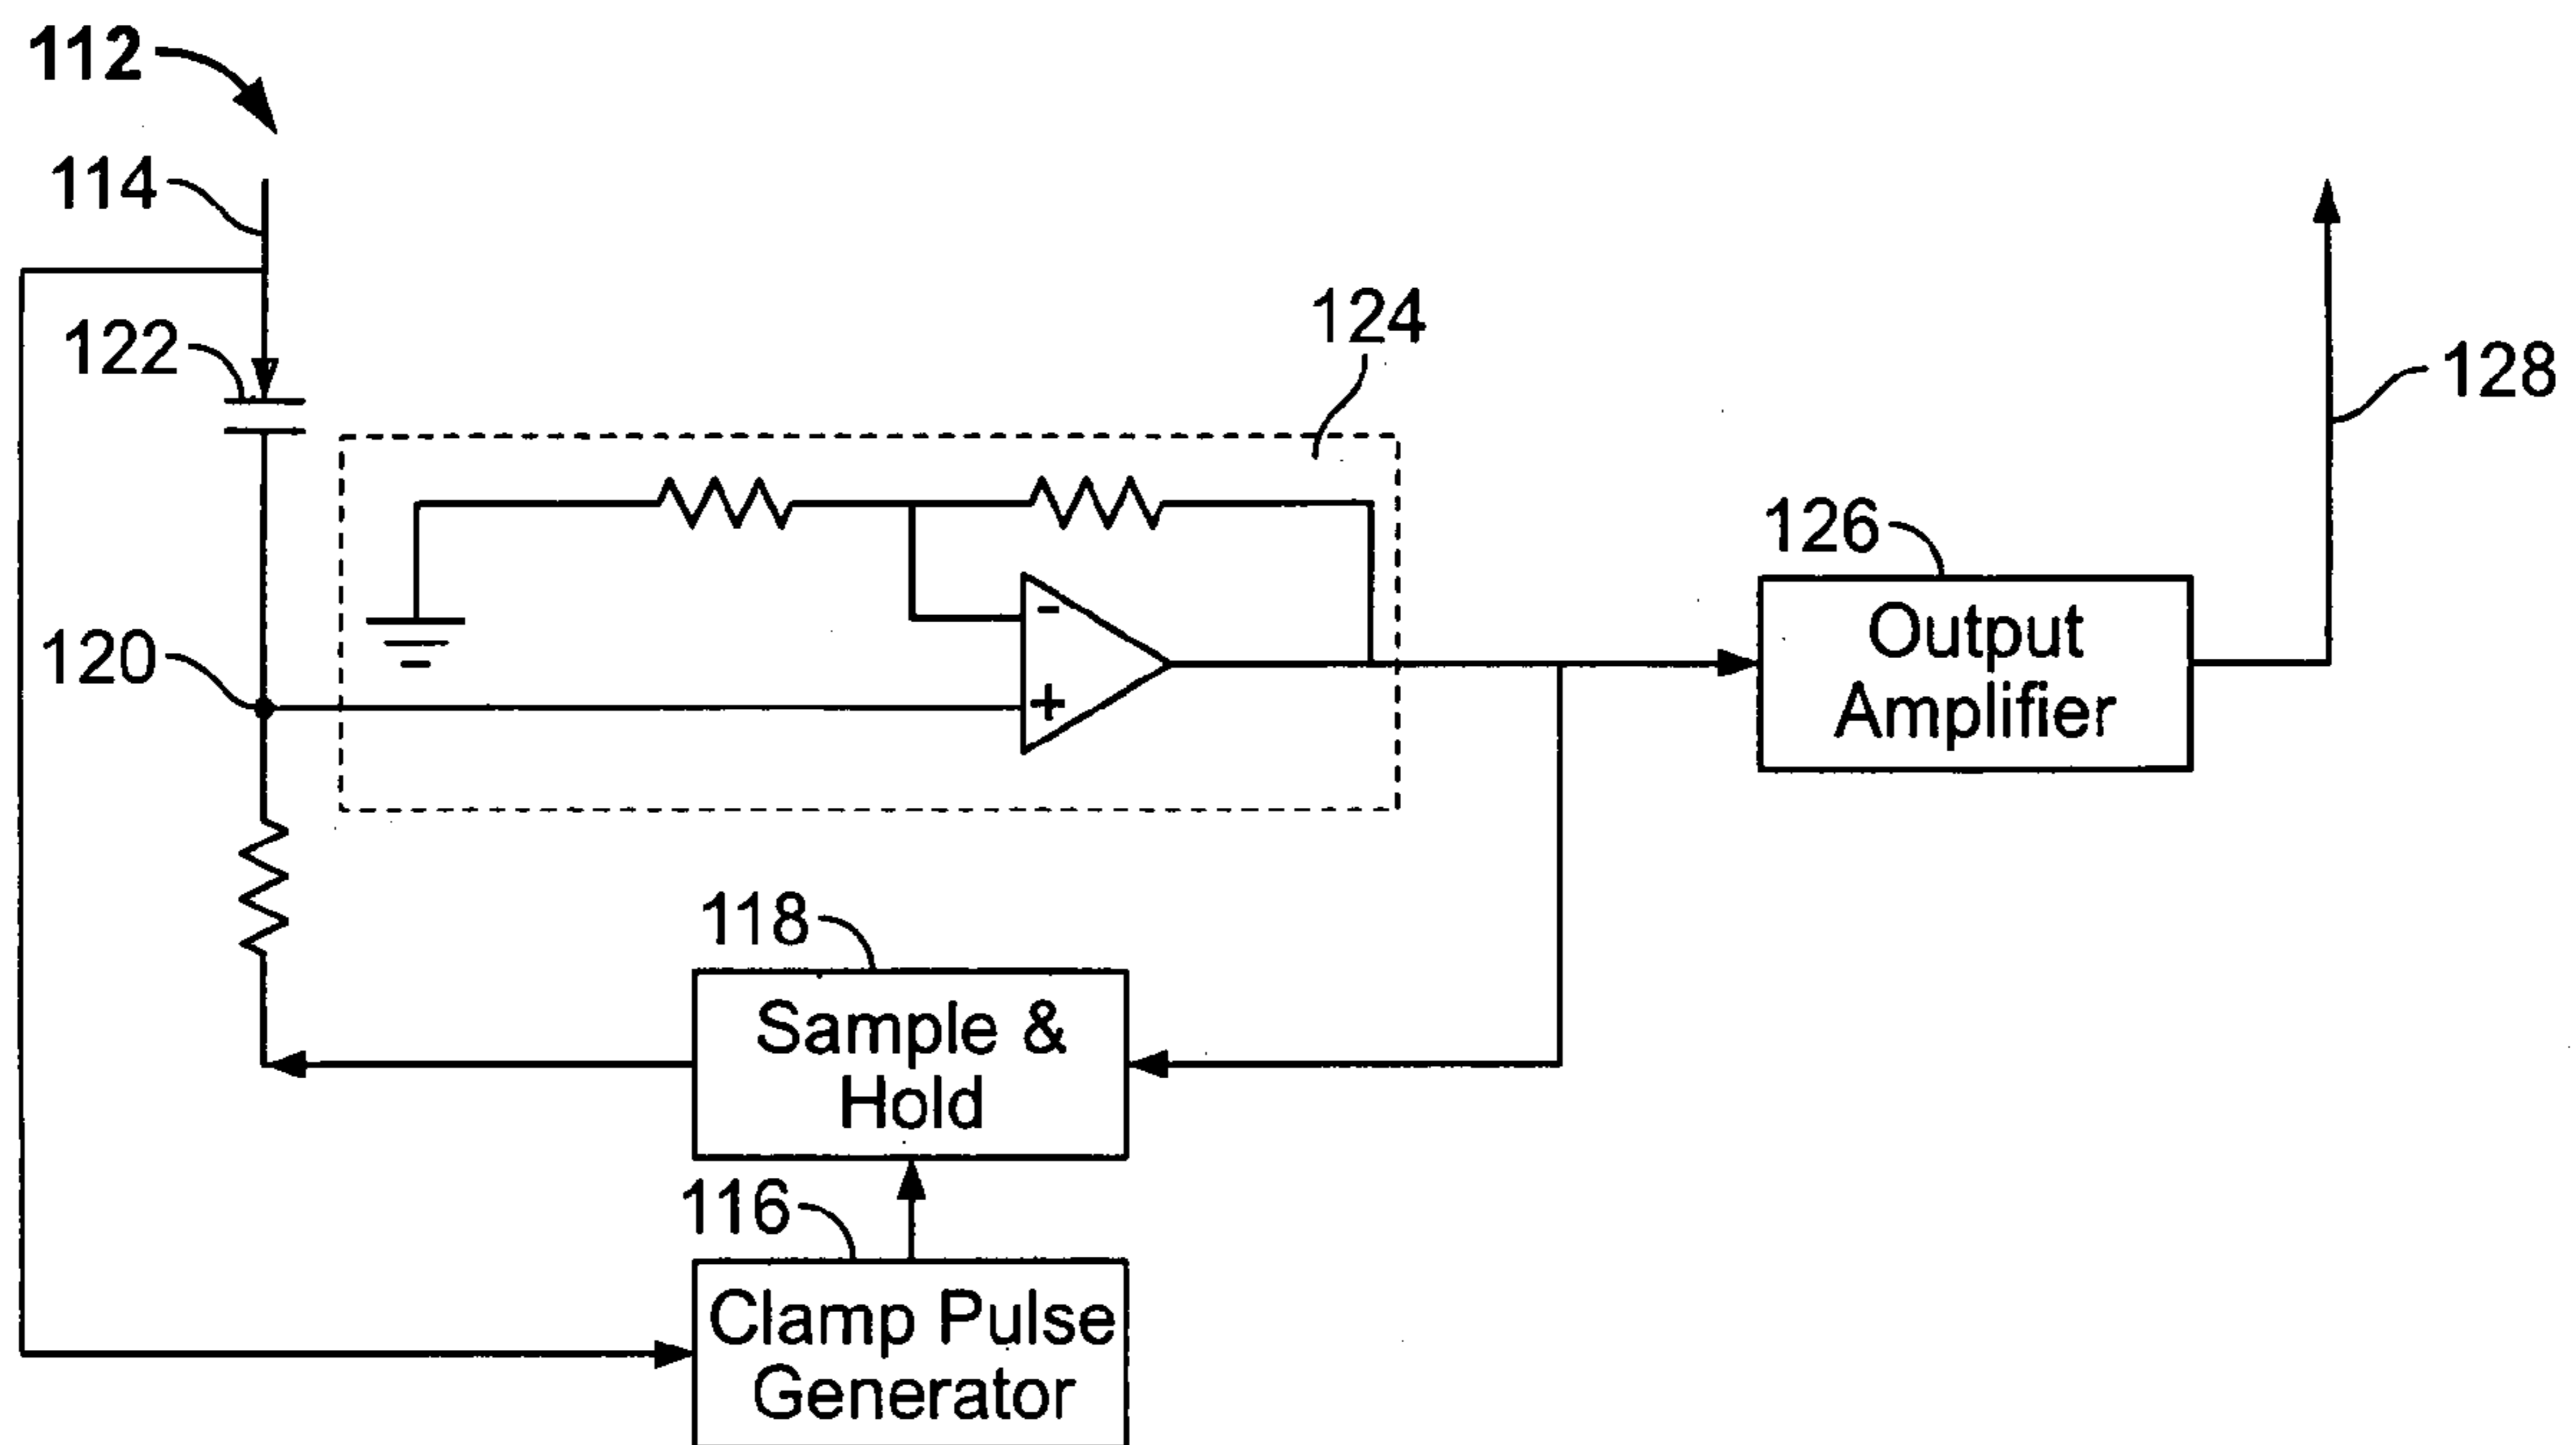 112
114
122
124
128
126
Output
Amplifier
-
+
120
118
Sample &
Hold
116
Clamp Pulse
Generator